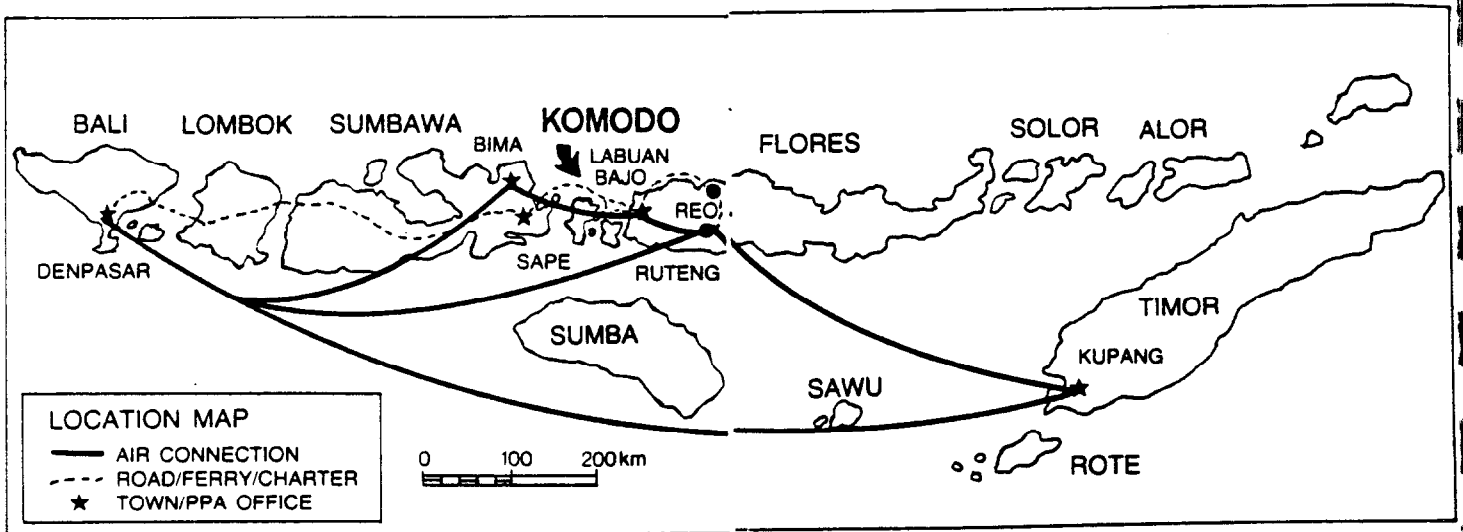 BALI
LOMBOK
SUMBAWA
BIMA
KOMODO
LABUAN
BAJO
FLORES
SOLOR
ALOR
DENPASAR
SAPE
REO
RUTENG
SUMBA
TIMOR
KUPANG
SAWU
ROTE
LOCATION MAP
AIR CONNECTION
ROAD/FERRY/CHARTER
TOWN/PPA OFFICE
0 100 200km